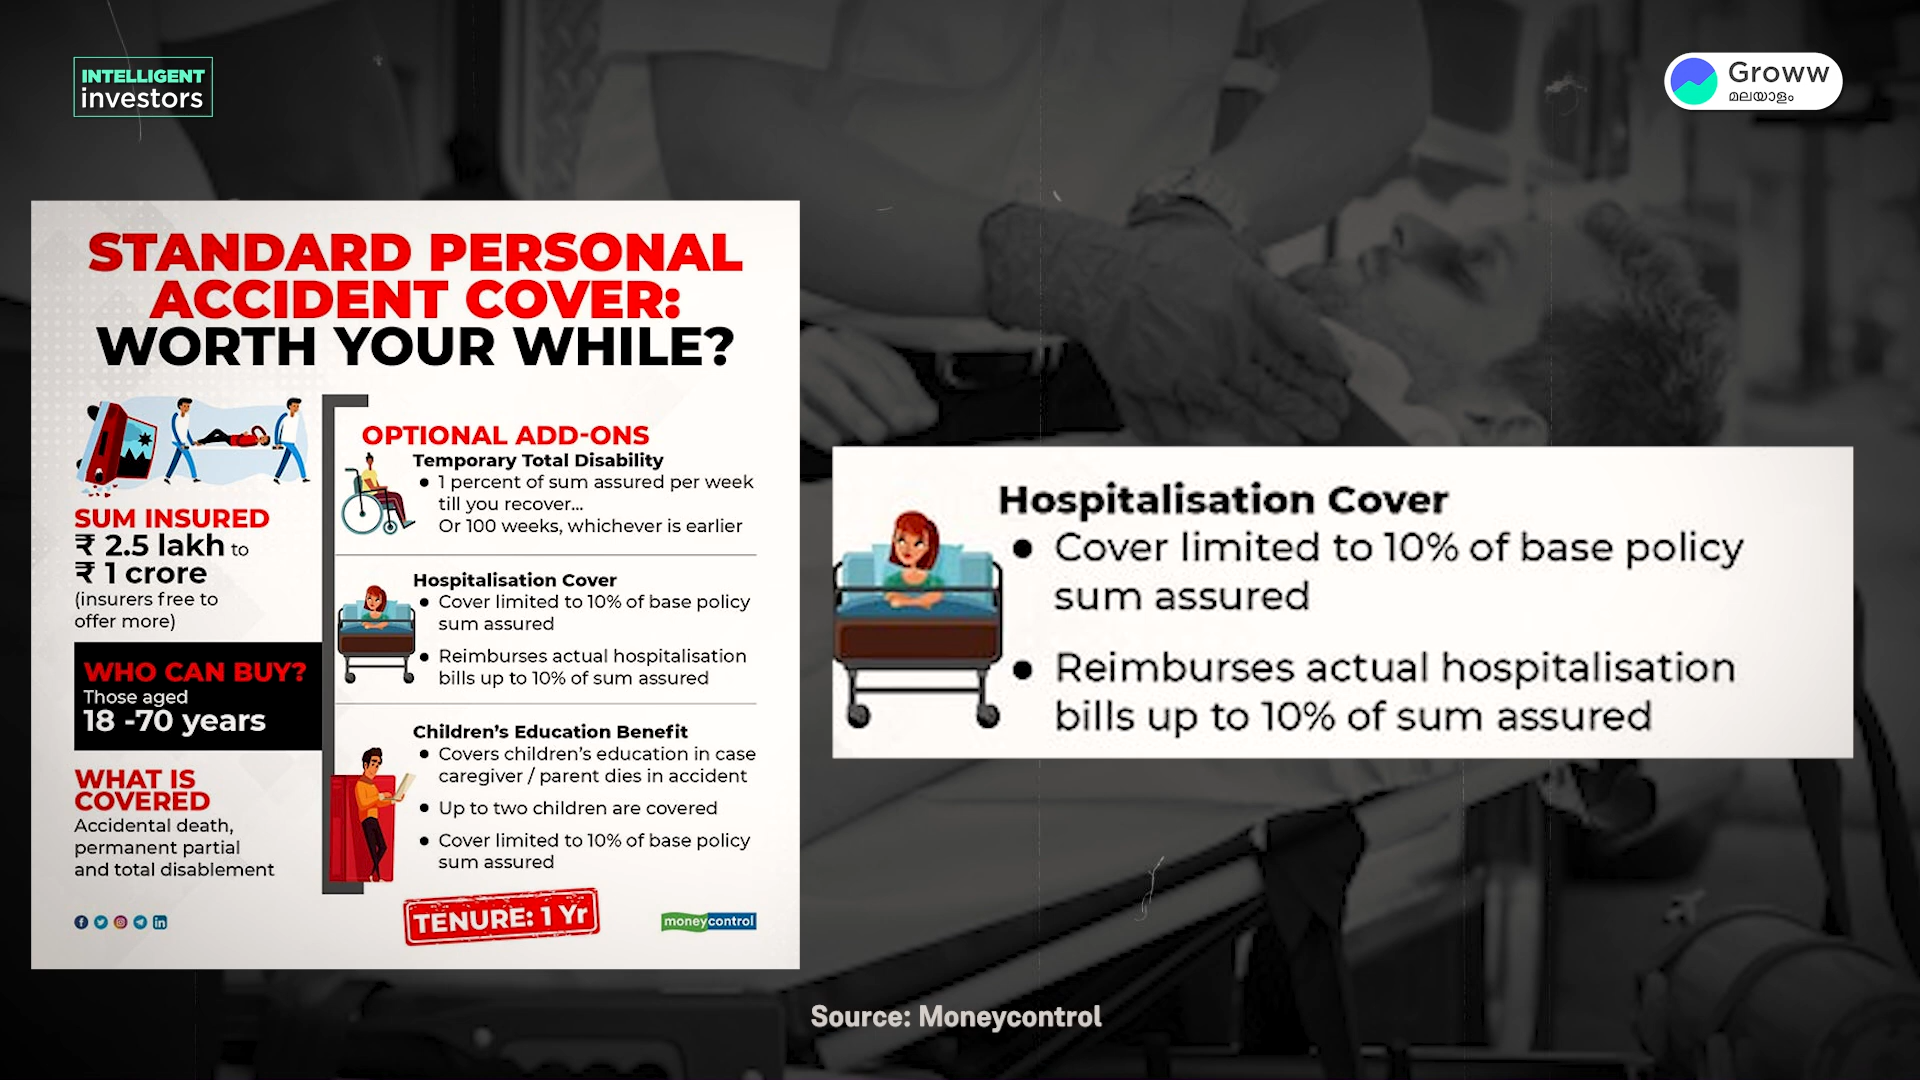 INTELLIGENT
investors
Groww
മലയാളം
STANDARD PERSONAL
ACCIDENT COVER:
WORTH YOUR WHILE?
SUM INSURED
₹ 2.5 lakh to
₹ 1 crore
(insurers free to
offer more)
WHO CAN BUY?
Those aged
18 -70 years
WHAT IS
COVERED
Accidental death,
permanent partial
and total disablement
OPTIONAL ADD-ONS
Temporary Total Disability
● 1 percent of sum assured per week
till you recover...
Or 100 weeks, whichever is earlier
Hospitalisation Cover
● Cover limited to 10% of base policy
sum assured
● Reimburses actual hospitalisation
bills up to 10% of sum assured
Children's Education Benefit
● Covers children's education in case
caregiver / parent dies in accident
● Up to two children are covered
● Cover limited to 10% of base policy
sum assured
TENURE: 1 Yr
moneycontrol
Hospitalisation Cover
● Cover limited to 10% of base policy
sum assured
● Reimburses actual hospitalisation
bills up to 10% of sum assured
Source: Moneycontrol